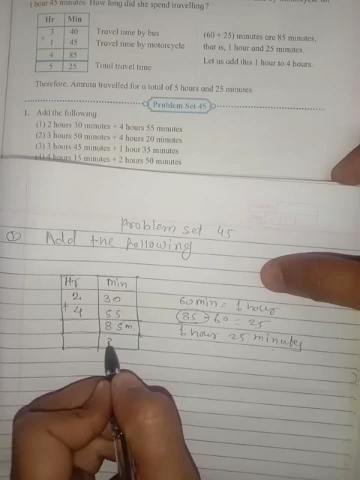 1 hour 45 minutes. How long did she spend travelling?
Hr Min
3 40 Travel time by bus
+ 1 45 Travel time by motorcycle
4 85
5 25 Total travel time
(60 + 25) minutes are 85 minutes,
that is, 1 hour and 25 minutes.
Let us add this 1 hour to 4 hours.
Therefore, Amruta travelled for a total of 5 hours and 25 minutes
Problem Set 45
1. Add the following
(1) 2 hours 30 minutes + 4 hours 55 minutes
(2) 3 hours 50 minutes + 4 hours 20 minutes
(3) 3 hours 45 minutes + 1 hour 35 minutes
(4) 4 hours 15 minutes + 2 hours 50 minutes
Problem set 45
① Add the following
Hr min
2 30
+ 4 55
85m.
60 min = 1 hour
85 - 60 = 25
1 hour 25 minutes